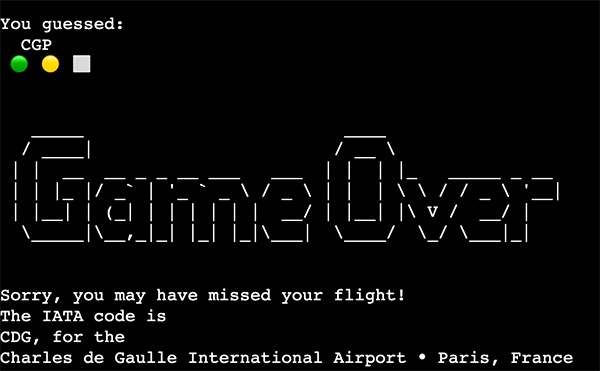 You guessed:
CGP
Game Over
Sorry, you may have missed your flight!
The IATA code is
CDG, for the
Charles de Gaulle International Airport • Paris, France